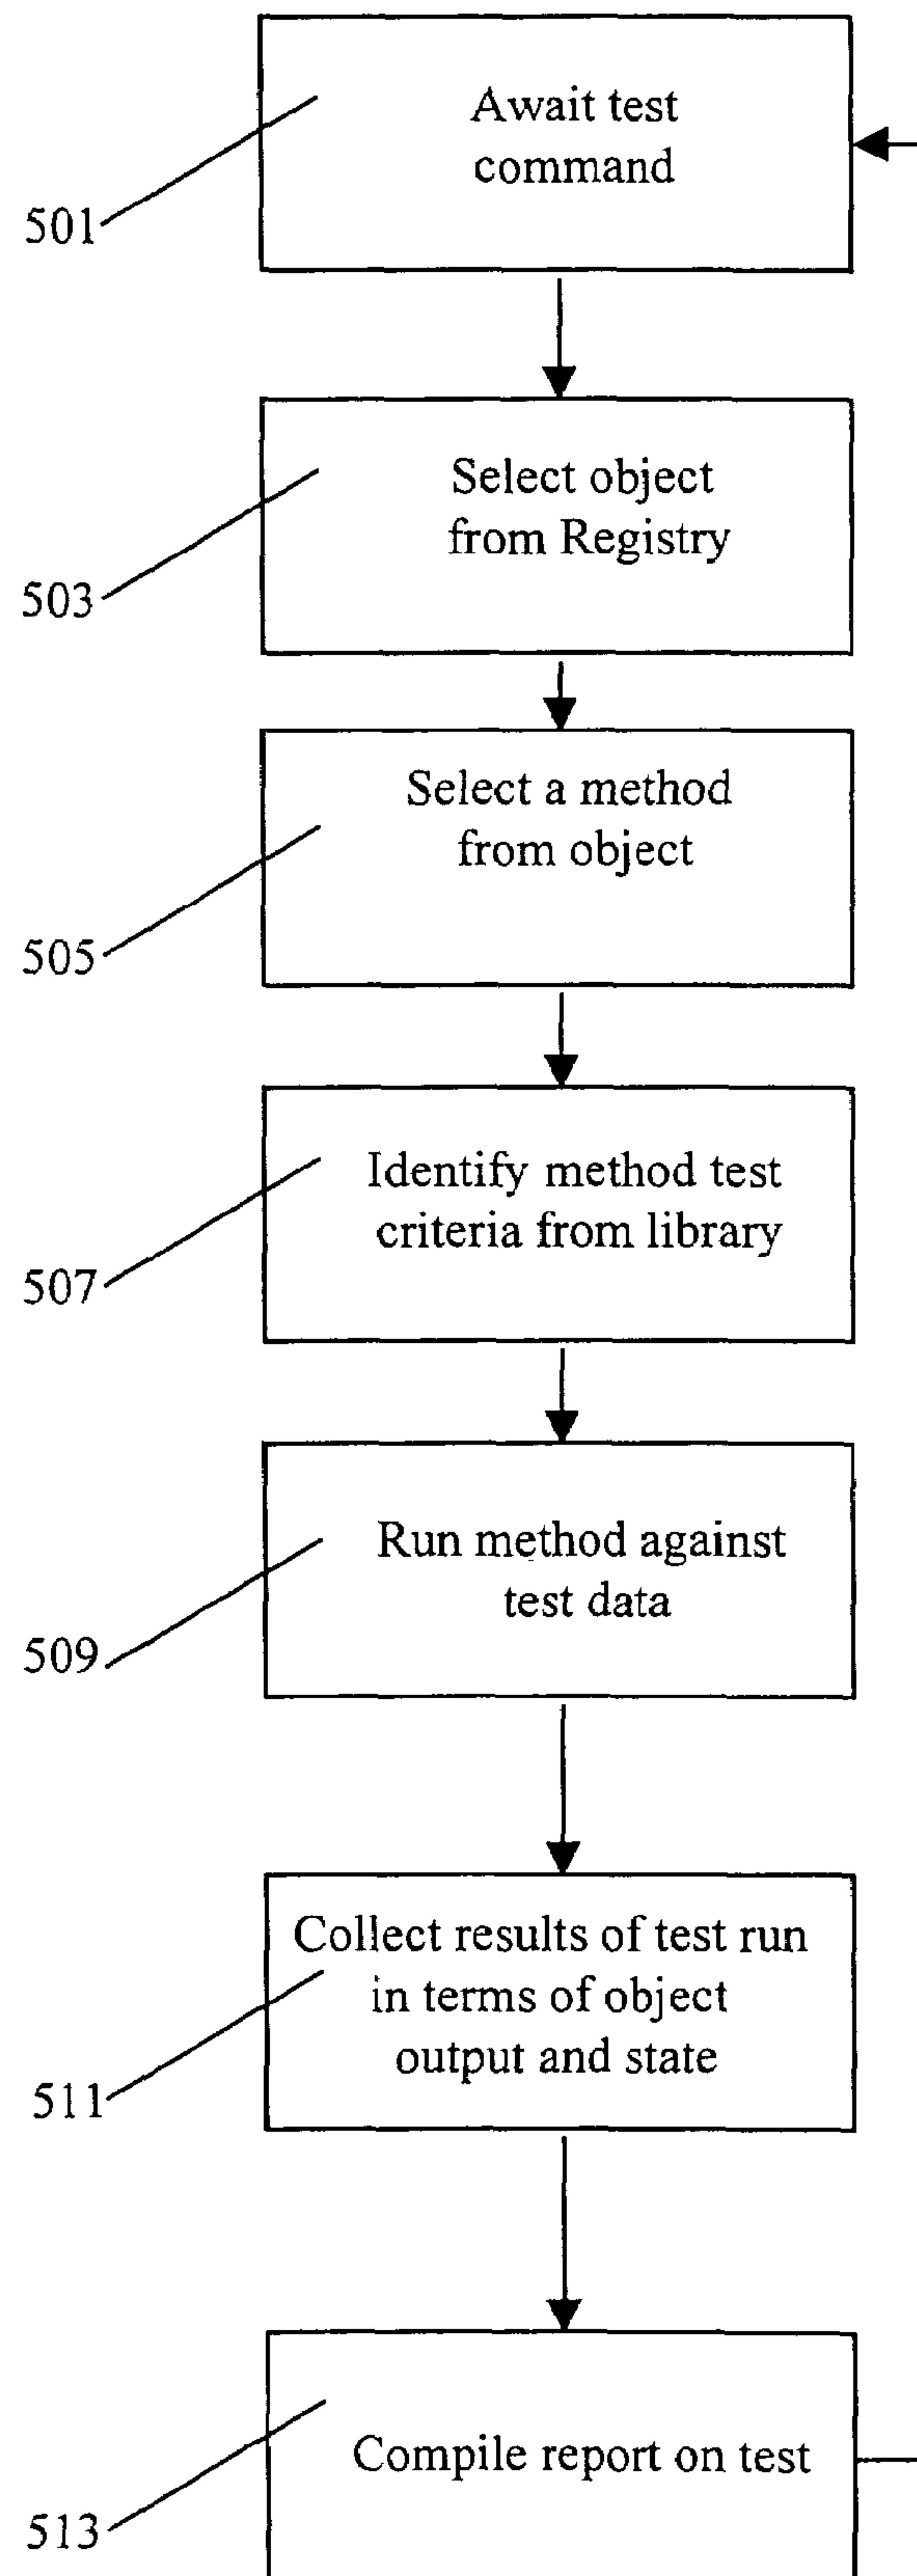 Await test
command
501
Select object
from Registry
503
Select a method
from object
505
Identify method test
criteria from library
507
Run method against
test data
509
Collect results of test run
in terms of object
output and state
511
Compile report on test
513